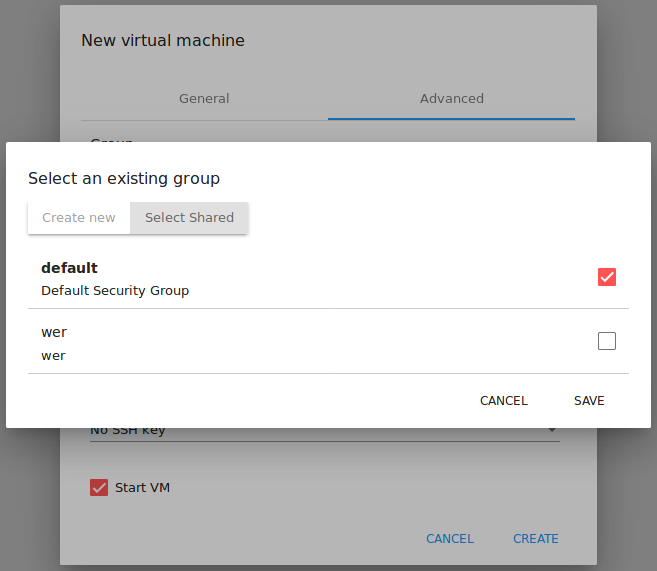 New virtual machine
General Advanced
Select an existing group
Create new Select Shared
default
Default Security Group
wer
wer
CANCEL SAVE
No SSH key
Start VM
CANCEL CREATE